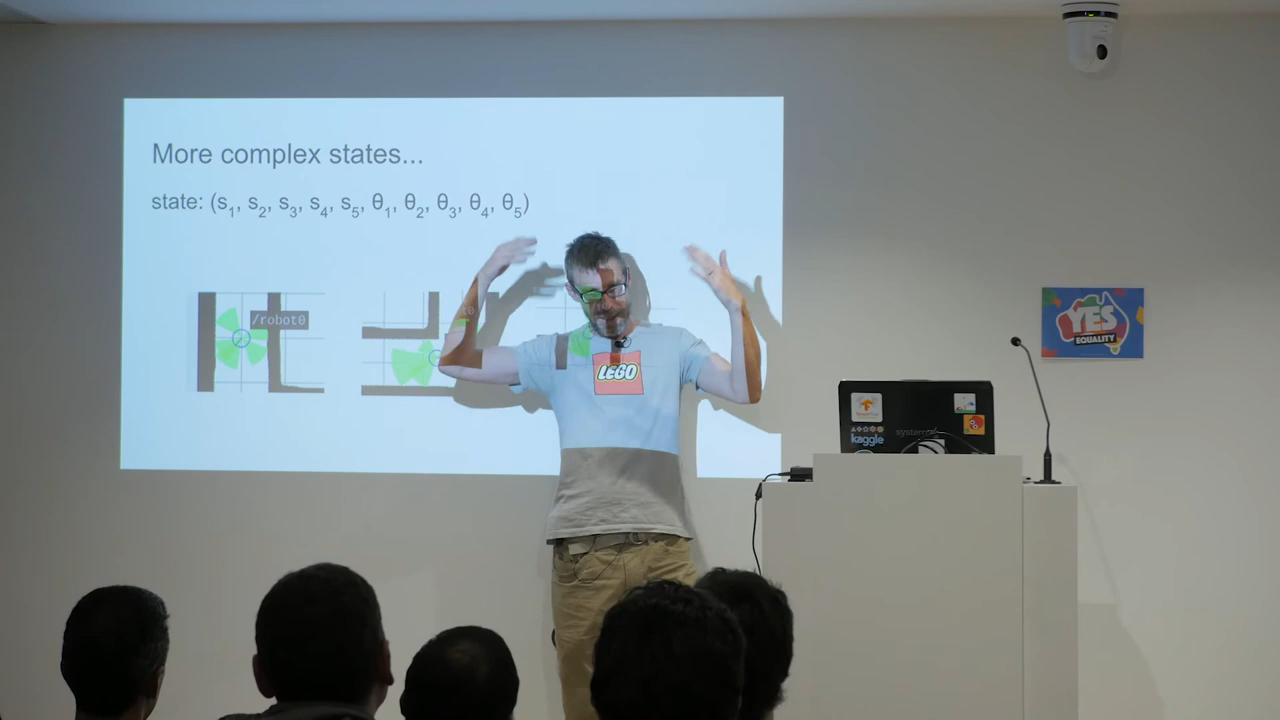 More complex states...
state: (s₁, s₂, s₃, s₄, s₅, θ₁, θ₂, θ₃, θ₄, θ₅)
/robot0
LEGO
YES
EQUALITY
kaggle